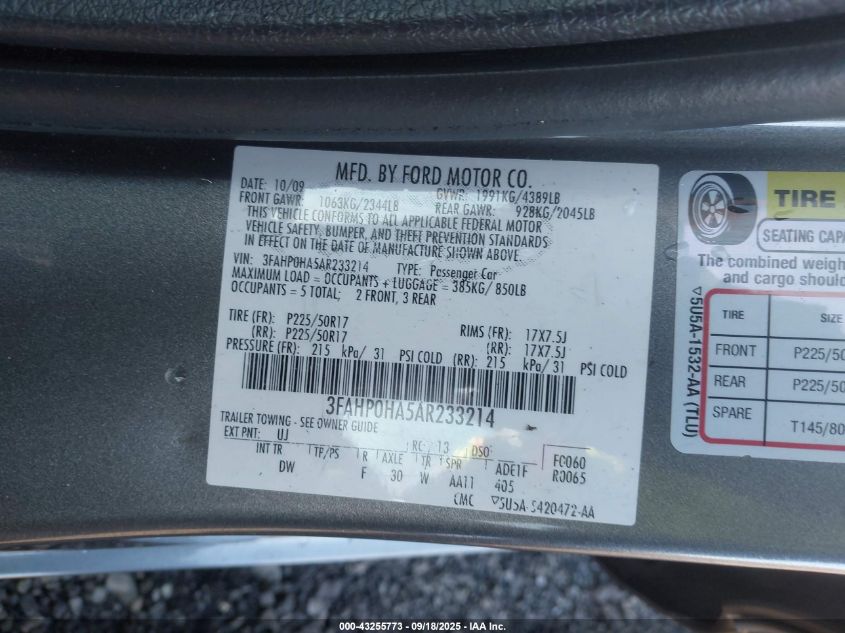 MFD. BY FORD MOTOR CO.
DATE: 10/09 GVWR: 1991KG/4389LB
FRONT GAWR: 1063KG/2344LB REAR GAWR: 928KG/2045LB
THIS VEHICLE CONFORMS TO ALL APPLICABLE FEDERAL MOTOR
VEHICLE SAFETY, BUMPER, AND THEFT PREVENTION STANDARDS
IN EFFECT ON THE DATE OF MANUFACTURE SHOWN ABOVE.
VIN: 3FAHP0HA5AR233214 TYPE: Passenger Car
MAXIMUM LOAD = OCCUPANTS + LUGGAGE = 385KG/ 850LB
OCCUPANTS = 5 TOTAL; 2 FRONT, 3 REAR
TIRE (FR): P225/50R17 RIMS (FR): 17X7.5J
(RR): P225/50R17 (RR): 17X7.5J
PRESSURE (FR): 215 kPa/ 31 PSI COLD (RR): 215 kPa/ 31 PSI COLD
3FAHP0HA5AR233214
TRAILER TOWING - SEE OWNER GUIDE
EXT PNT: UJ RC: 13 DSO: FC060
R0065
INT TR TP/PS R AXLE TR SPR ADE1F
DW F 30 W AA11 405
CMC ▽5U5A-5420472-AA
TIRE
SEATING CAPA
The combined weigh
and cargo shoul
TIRE SIZE
FRONT P225/50
REAR P225/50
SPARE T145/80
▽5U5A-1532-AA (TLU)
000-43255773 - 09/18/2025 - IAA Inc.